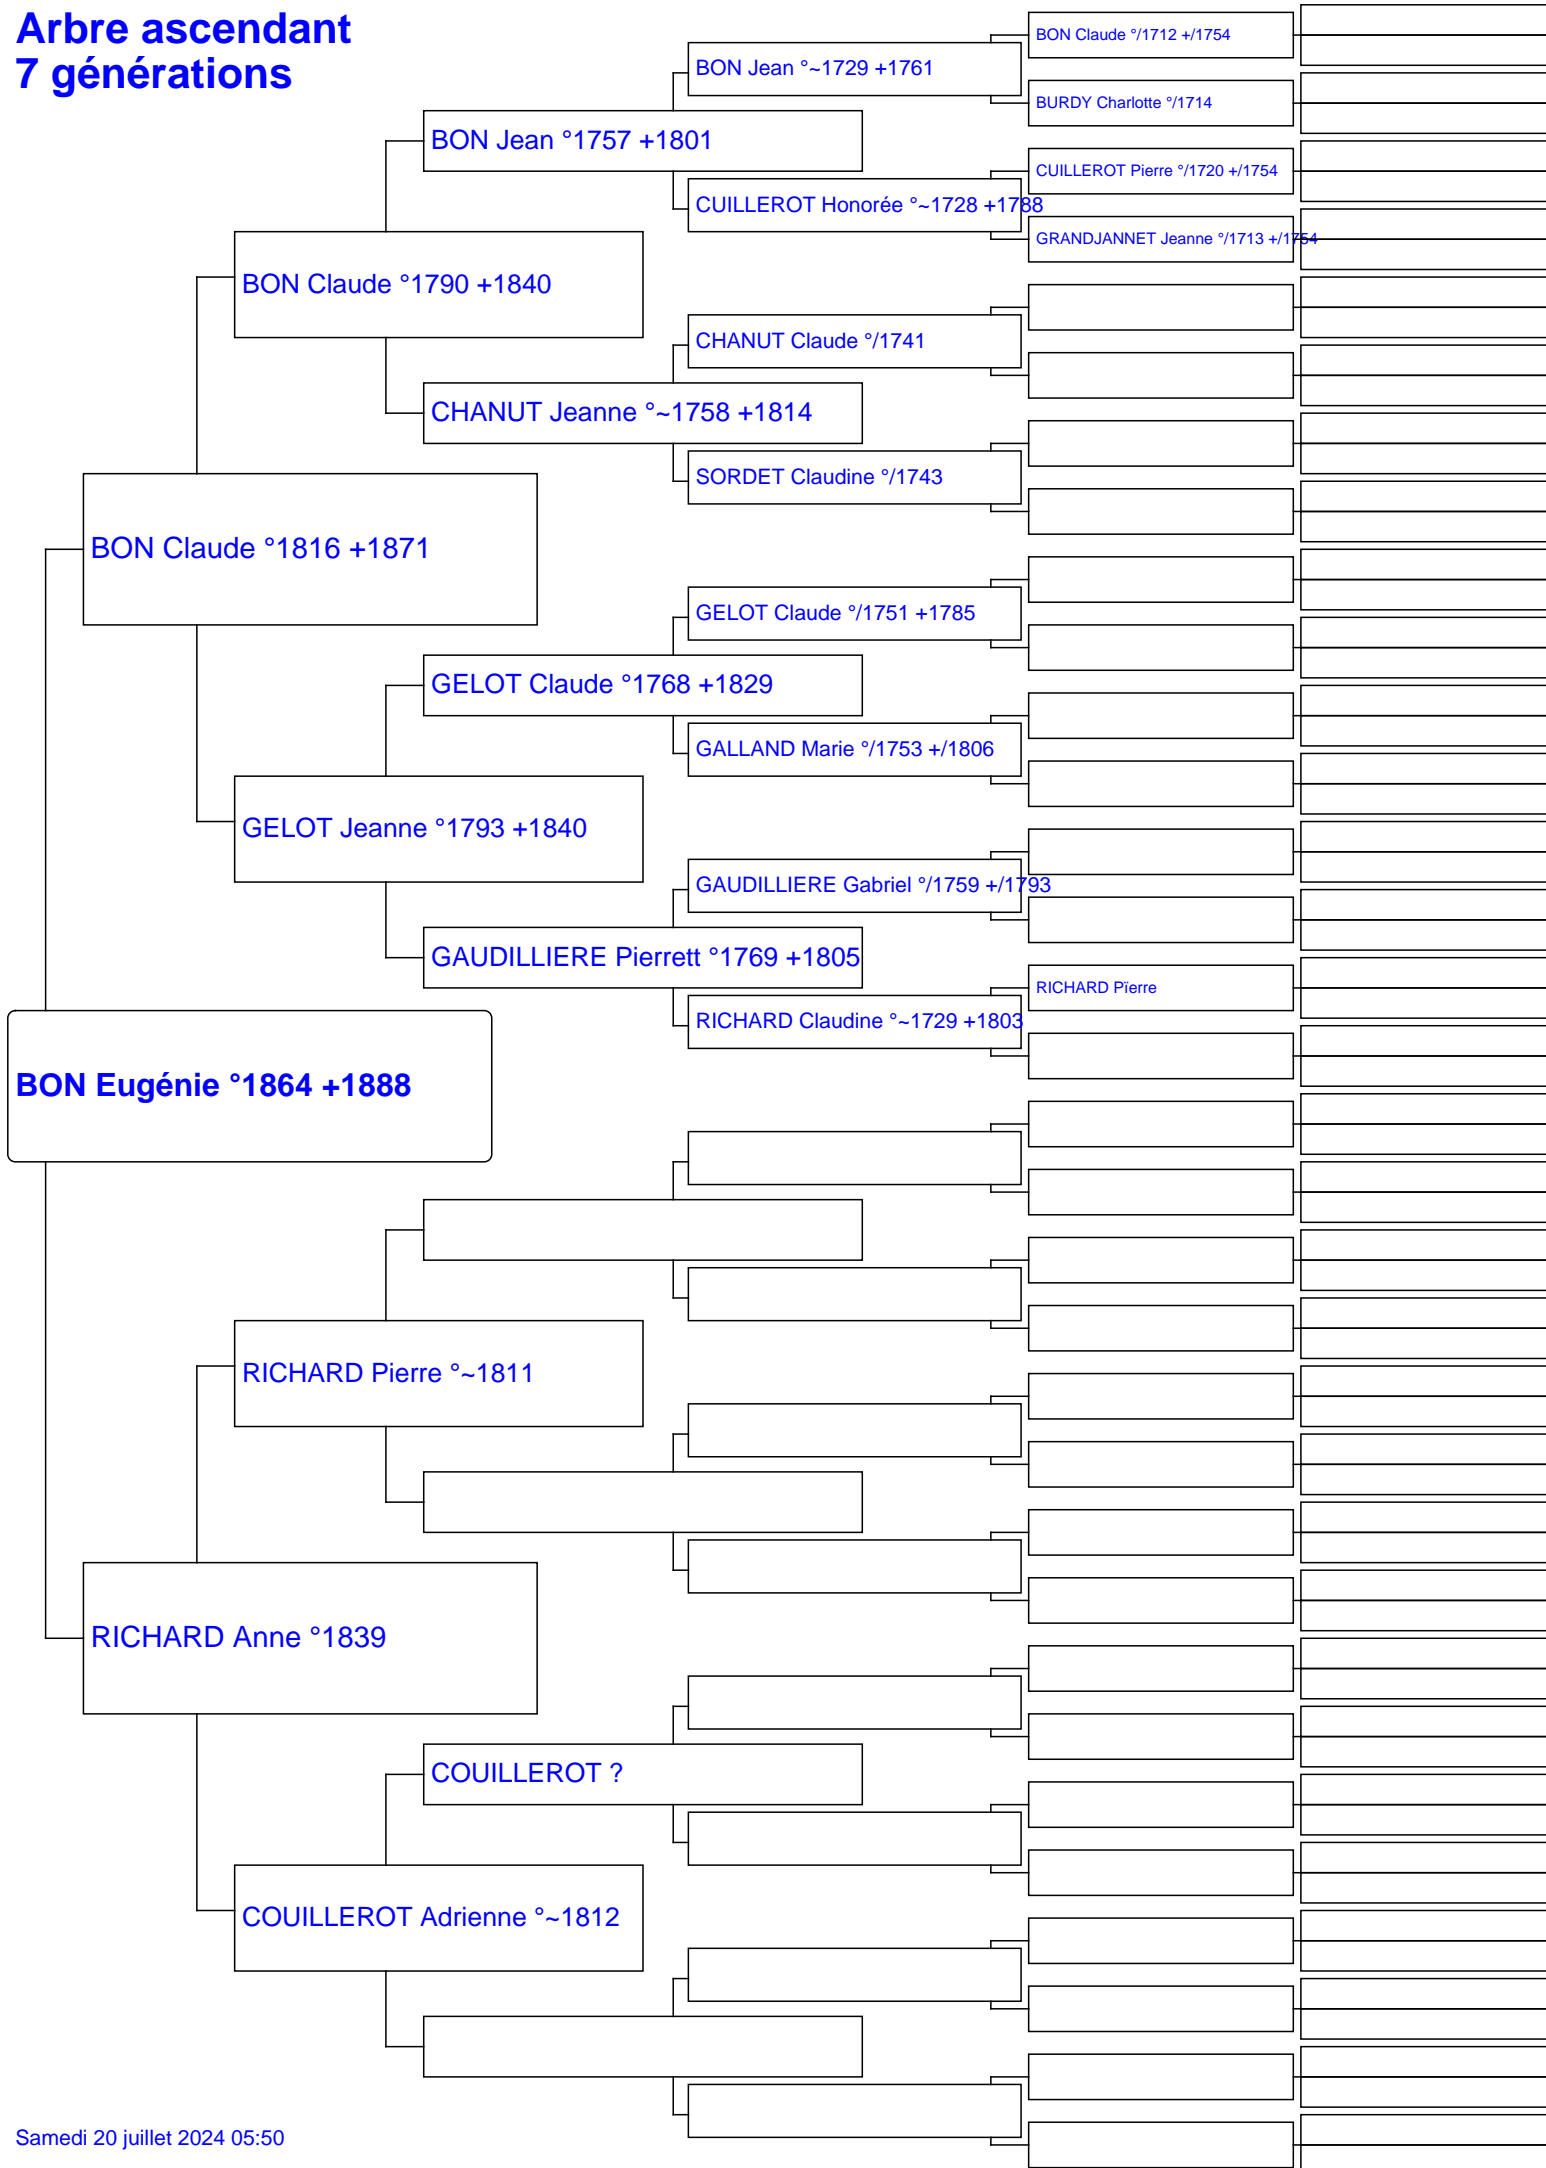 Arbre ascendant
7 générations
BON Claude °/1712 +/1754
BON Jean °~1729 +1761
BURDY Charlotte °/1714
BON Jean °1757 +1801
CUILLEROT Pierre °/1720 +/1754
CUILLEROT Honorée °~1728 +1788
GRANDJANNET Jeanne °/1713 +/1754
BON Claude °1790 +1840
CHANUT Claude °/1741
CHANUT Jeanne °~1758 +1814
SORDET Claudine °/1743
BON Claude °1816 +1871
GELOT Claude °/1751 +1785
GELOT Claude °1768 +1829
GALLAND Marie °/1753 +/1806
GELOT Jeanne °1793 +1840
GAUDILLIERE Gabriel °/1759 +/1793
GAUDILLIERE Pierrett °1769 +1805
RICHARD Pïerre
RICHARD Claudine °~1729 +1803
BON Eugénie °1864 +1888
RICHARD Pierre °~1811
RICHARD Anne °1839
COUILLEROT ?
COUILLEROT Adrienne °~1812
Samedi 20 juillet 2024 05:50